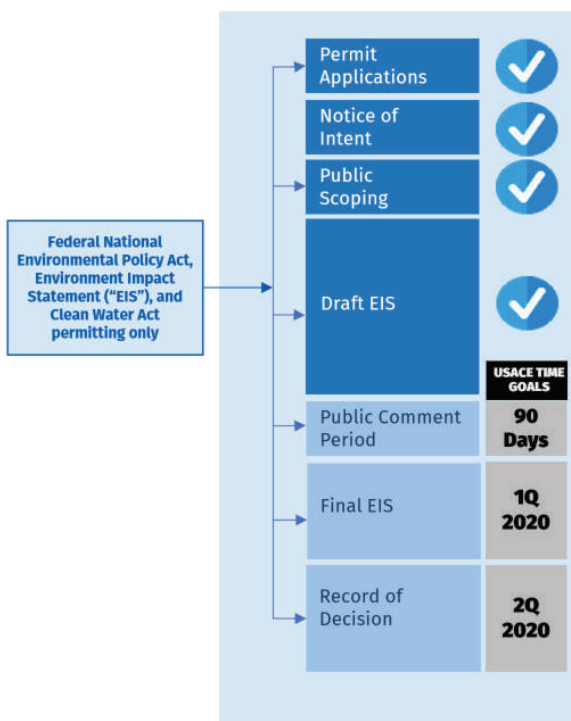 Permit
Applications
Notice of
Intent
Public
Scoping
Federal National
Environmental Policy Act,
Environment Impact
Statement (“EIS”), and
Clean Water Act
permitting only
Draft EIS
USACE TIME
GOALS
Public Comment
Period
90
Days
Final EIS
1Q
2020
Record of
Decision
2Q
2020